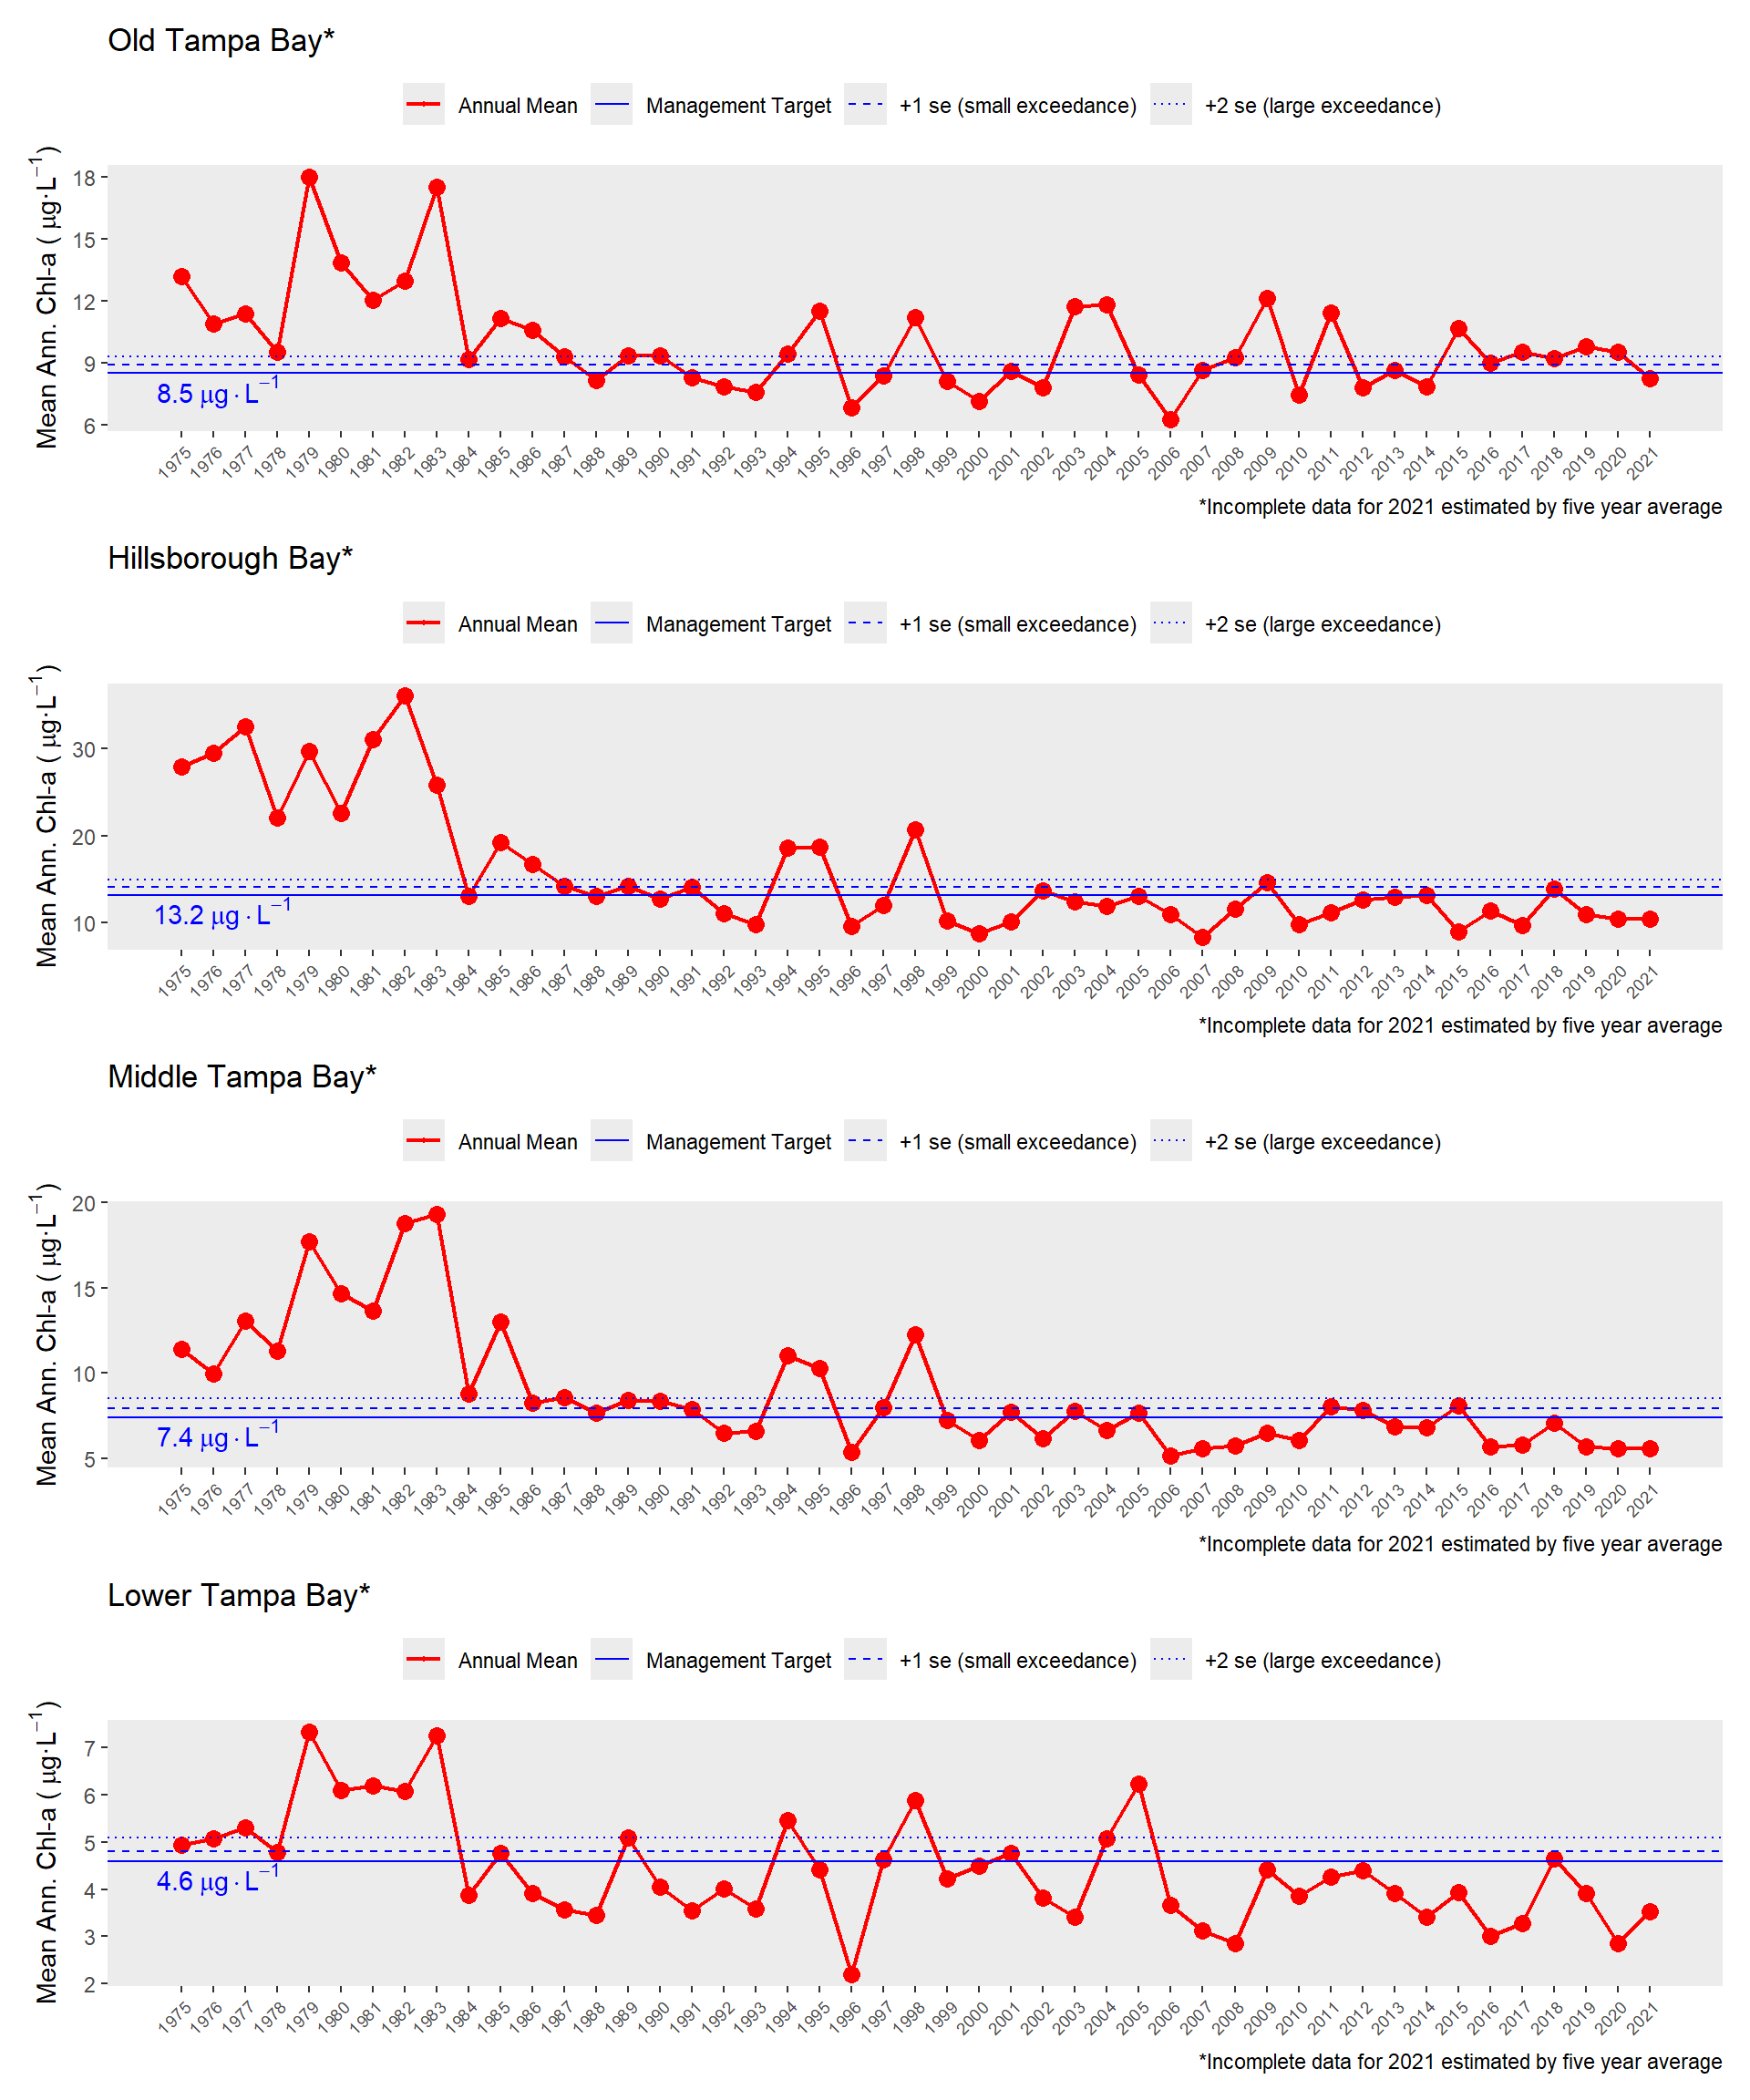 Old Tampa Bay*
Annual Mean Management Target +1 se (small exceedance) +2 se (large exceedance)
Mean Ann. Chl-a ( μg·L⁻¹)
18
15
12
9
6
8.5 μg·L⁻¹
1975 1976 1977 1978 1979 1980 1981 1982 1983 1984 1985 1986 1987 1988 1989 1990 1991 1992 1993 1994 1995 1996 1997 1998 1999 2000 2001 2002 2003 2004 2005 2006 2007 2008 2009 2010 2011 2012 2013 2014 2015 2016 2017 2018 2019 2020 2021
*Incomplete data for 2021 estimated by five year average
Hillsborough Bay*
Annual Mean Management Target +1 se (small exceedance) +2 se (large exceedance)
Mean Ann. Chl-a ( μg·L⁻¹)
30
20
10
13.2 μg·L⁻¹
1975 1976 1977 1978 1979 1980 1981 1982 1983 1984 1985 1986 1987 1988 1989 1990 1991 1992 1993 1994 1995 1996 1997 1998 1999 2000 2001 2002 2003 2004 2005 2006 2007 2008 2009 2010 2011 2012 2013 2014 2015 2016 2017 2018 2019 2020 2021
*Incomplete data for 2021 estimated by five year average
Middle Tampa Bay*
Annual Mean Management Target +1 se (small exceedance) +2 se (large exceedance)
Mean Ann. Chl-a ( μg·L⁻¹)
20
15
10
5
7.4 μg·L⁻¹
1975 1976 1977 1978 1979 1980 1981 1982 1983 1984 1985 1986 1987 1988 1989 1990 1991 1992 1993 1994 1995 1996 1997 1998 1999 2000 2001 2002 2003 2004 2005 2006 2007 2008 2009 2010 2011 2012 2013 2014 2015 2016 2017 2018 2019 2020 2021
*Incomplete data for 2021 estimated by five year average
Lower Tampa Bay*
Annual Mean Management Target +1 se (small exceedance) +2 se (large exceedance)
Mean Ann. Chl-a ( μg·L⁻¹)
7
6
5
4
3
2
4.6 μg·L⁻¹
1975 1976 1977 1978 1979 1980 1981 1982 1983 1984 1985 1986 1987 1988 1989 1990 1991 1992 1993 1994 1995 1996 1997 1998 1999 2000 2001 2002 2003 2004 2005 2006 2007 2008 2009 2010 2011 2012 2013 2014 2015 2016 2017 2018 2019 2020 2021
*Incomplete data for 2021 estimated by five year average